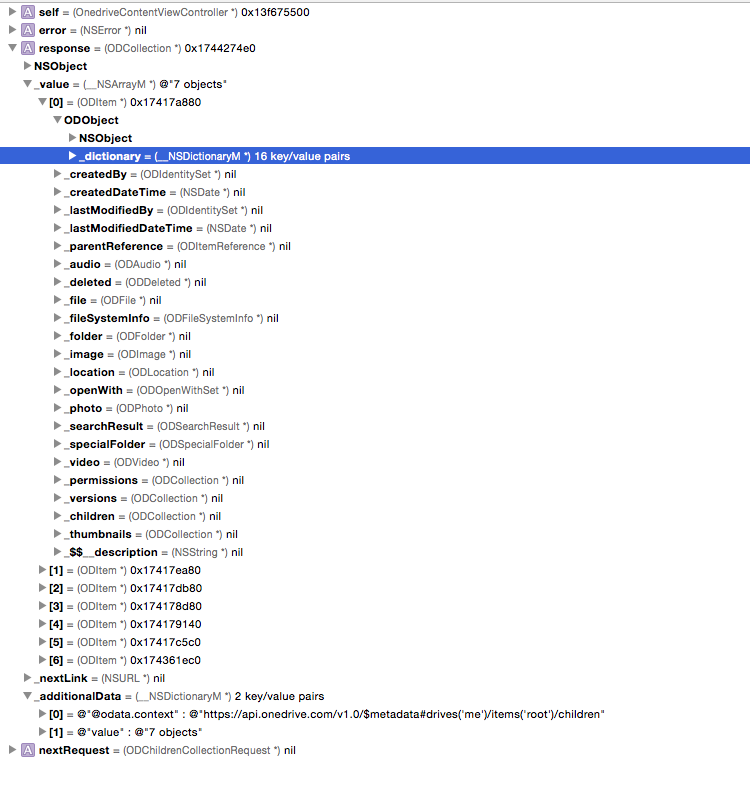 A self = (OnedriveContentViewController *) 0x13f675500
A error = (NSError *) nil
A response = (ODCollection *) 0x1744274e0
NSObject
_value = (__NSArrayM *) @"7 objects"
[0] = (ODItem *) 0x17417a880
ODObject
NSObject
_dictionary = (__NSDictionaryM *) 16 key/value pairs
_createdBy = (ODIdentitySet *) nil
_createdDateTime = (NSDate *) nil
_lastModifiedBy = (ODIdentitySet *) nil
_lastModifiedDateTime = (NSDate *) nil
_parentReference = (ODItemReference *) nil
_audio = (ODAudio *) nil
_deleted = (ODDeleted *) nil
_file = (ODFile *) nil
_fileSystemInfo = (ODFileSystemInfo *) nil
_folder = (ODFolder *) nil
_image = (ODImage *) nil
_location = (ODLocation *) nil
_openWith = (ODOpenWithSet *) nil
_photo = (ODPhoto *) nil
_searchResult = (ODSearchResult *) nil
_specialFolder = (ODSpecialFolder *) nil
_video = (ODVideo *) nil
_permissions = (ODCollection *) nil
_versions = (ODCollection *) nil
_children = (ODCollection *) nil
_thumbnails = (ODCollection *) nil
_$$__description = (NSString *) nil
[1] = (ODItem *) 0x17417ea80
[2] = (ODItem *) 0x17417db80
[3] = (ODItem *) 0x174178d80
[4] = (ODItem *) 0x174179140
[5] = (ODItem *) 0x17417c5c0
[6] = (ODItem *) 0x174361ec0
_nextLink = (NSURL *) nil
_additionalData = (__NSDictionaryM *) 2 key/value pairs
[0] = @"@odata.context" : @"https://api.onedrive.com/v1.0/$metadata#drives('me')/items('root')/children"
[1] = @"value" : @"7 objects"
A nextRequest = (ODChildrenCollectionRequest *) nil